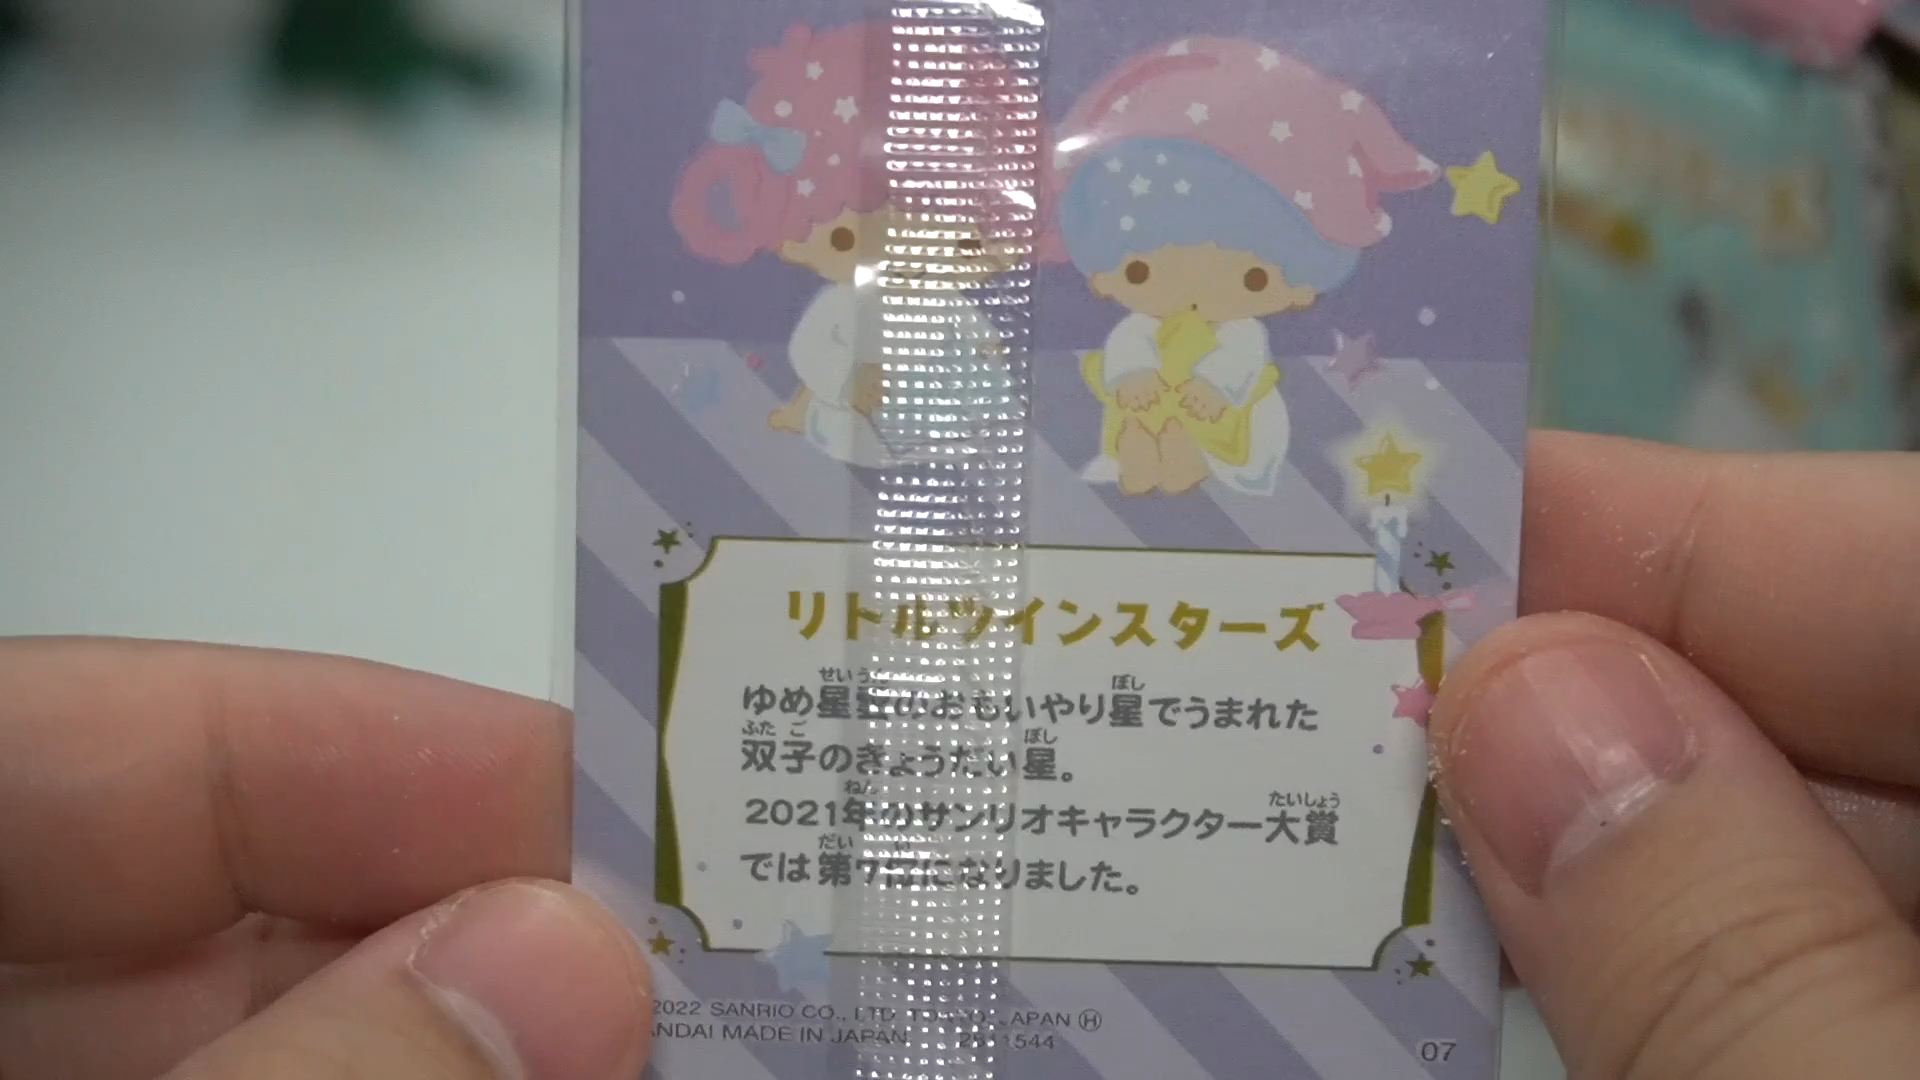 リトルツインスターズ
ゆめ星雲のおもいやり星でうまれた
せいうん ぼし
双子のきょうだい星。
ふたご ぼし
2021年のサンリオキャラクター大賞
ねん たいしょう
では第7位になりました。
だい い
2022 SANRIO CO., LTD. TOKYO, JAPAN Ⓗ
ANDAI MADE IN JAPAN
07